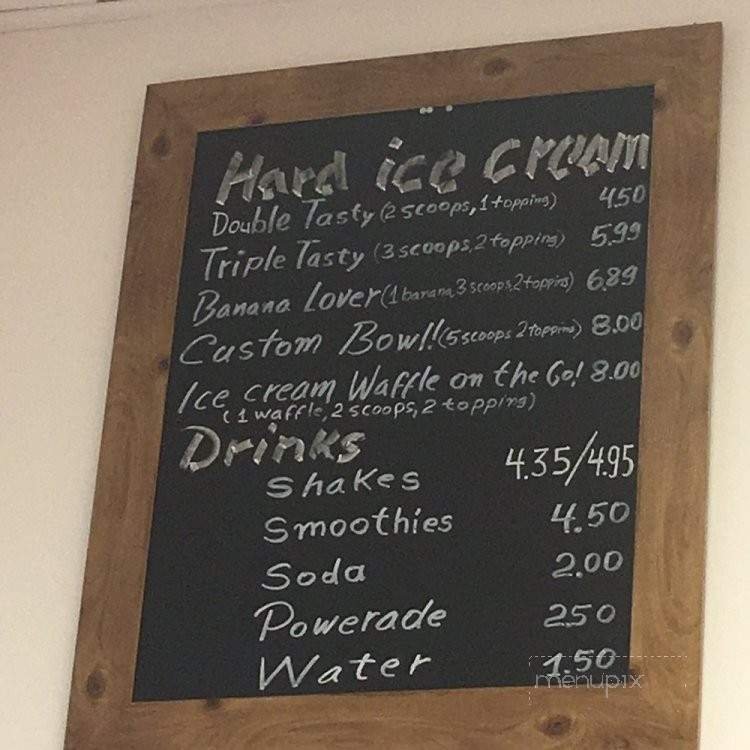 Hard ice cream
Double Tasty (2 scoops, 1 topping) 4.50
Triple Tasty (3 scoops, 2 topping) 5.99
Banana Lover (1 banana, 3 scoops, 2 topping) 6.89
Custom Bowl! (5 scoops 2 topping) 8.00
Ice cream Waffle on the Go! 8.00
(1 waffle, 2 scoops, 2 topping)
Drinks
Shakes 4.35/4.95
Smoothies 4.50
Soda 2.00
Powerade 2.50
Water 1.50
menupix